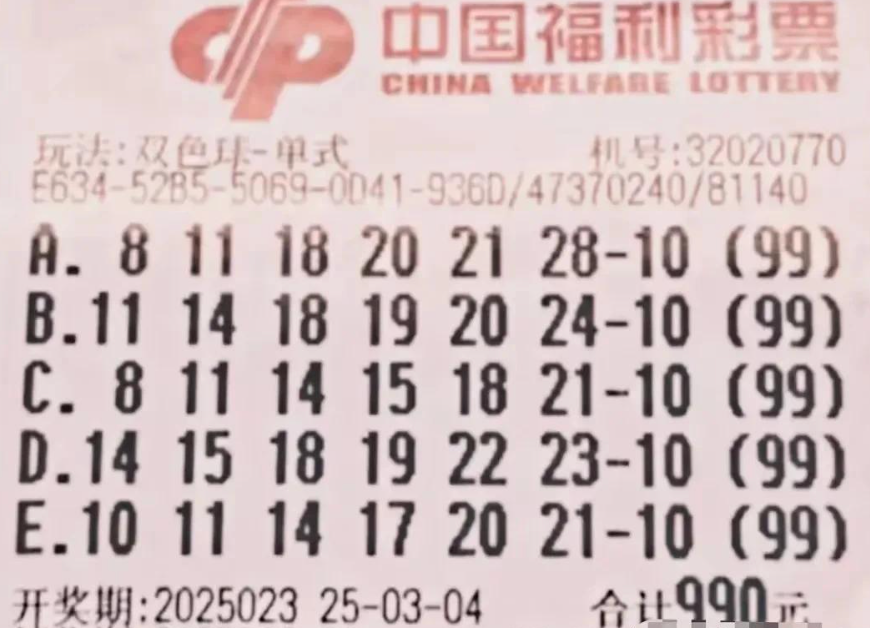 中国福利彩票
CHINA WELFARE LOTTERY
玩法:双色球-单式 机号:32020770
E634-52B5-5069-0D41-936D/47370240/81140
A. 8 11 18 20 21 28-10 (99)
B.11 14 18 19 20 24-10 (99)
C. 8 11 14 15 18 21-10 (99)
D.14 15 18 19 22 23-10 (99)
E.10 11 14 17 20 21-10 (99)
开奖期:2025023 25-03-04 合计990元